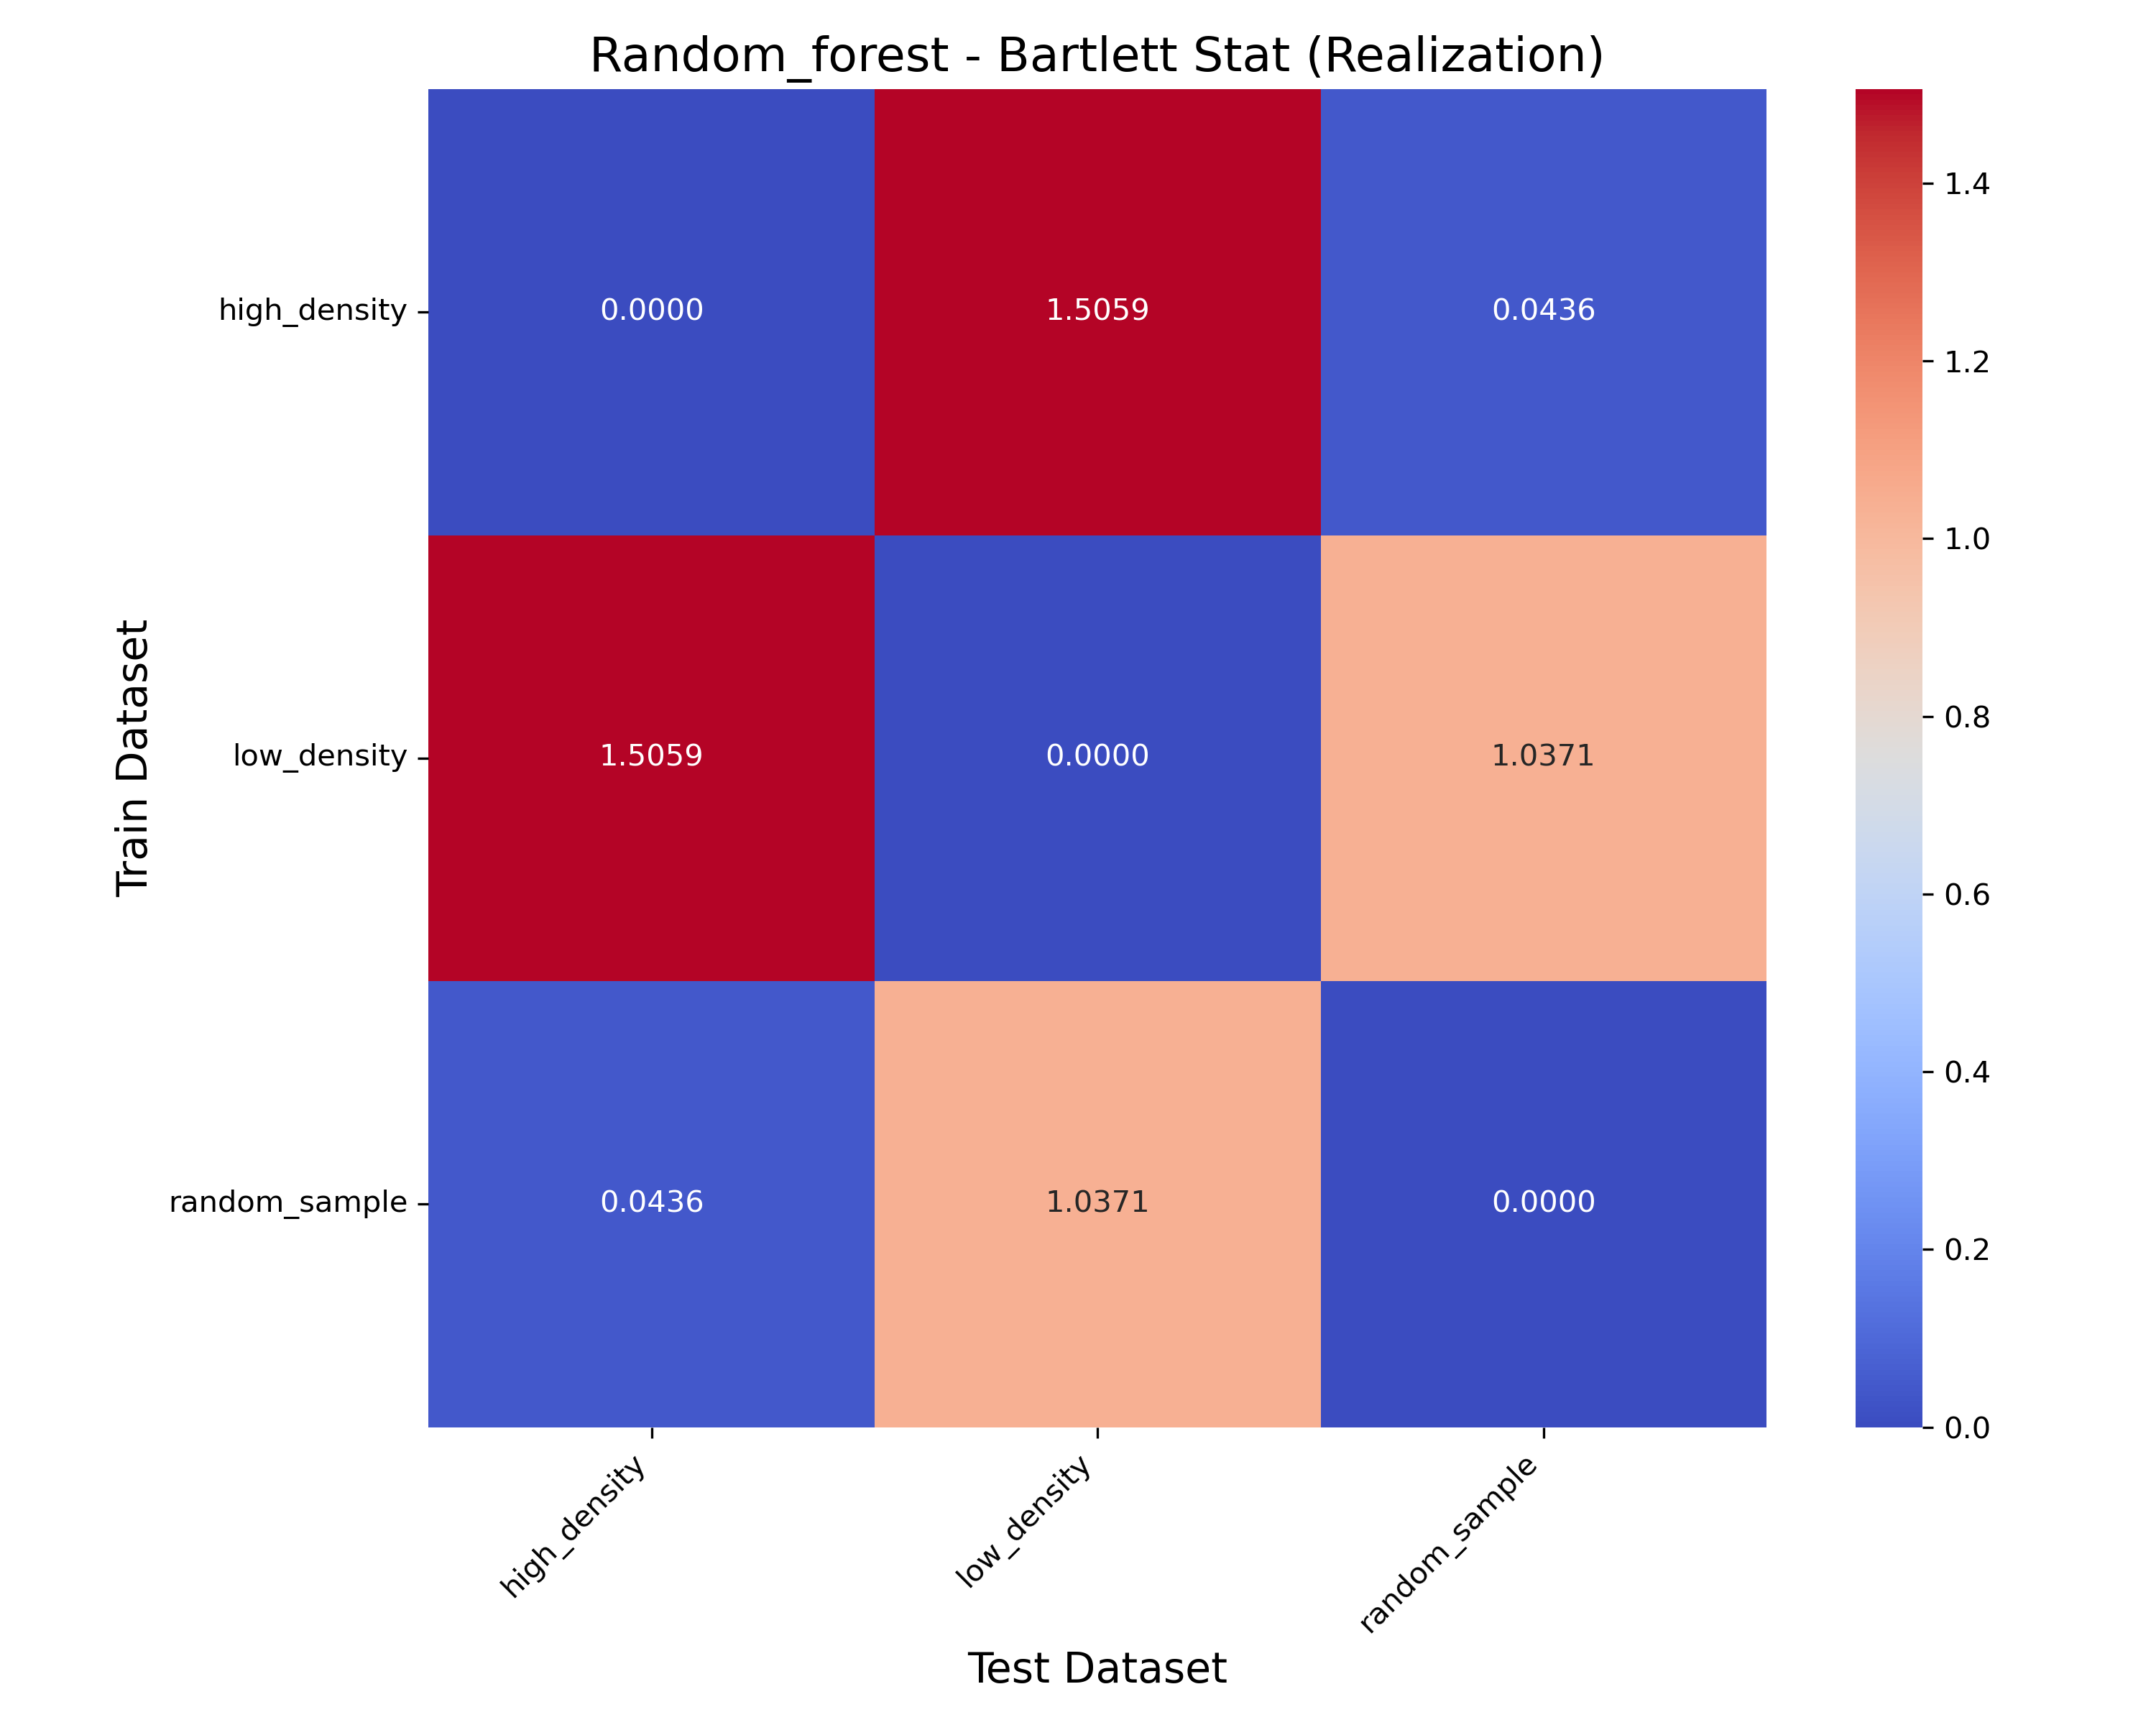 Random_forest - Bartlett Stat (Realization)
Train Dataset
high_density
0.0000 1.5059 0.0436
low_density
1.5059 0.0000 1.0371
random_sample
0.0436 1.0371 0.0000
high_density
low_density
random_sample
Test Dataset
1.4
1.2
1.0
0.8
0.6
0.4
0.2
0.0